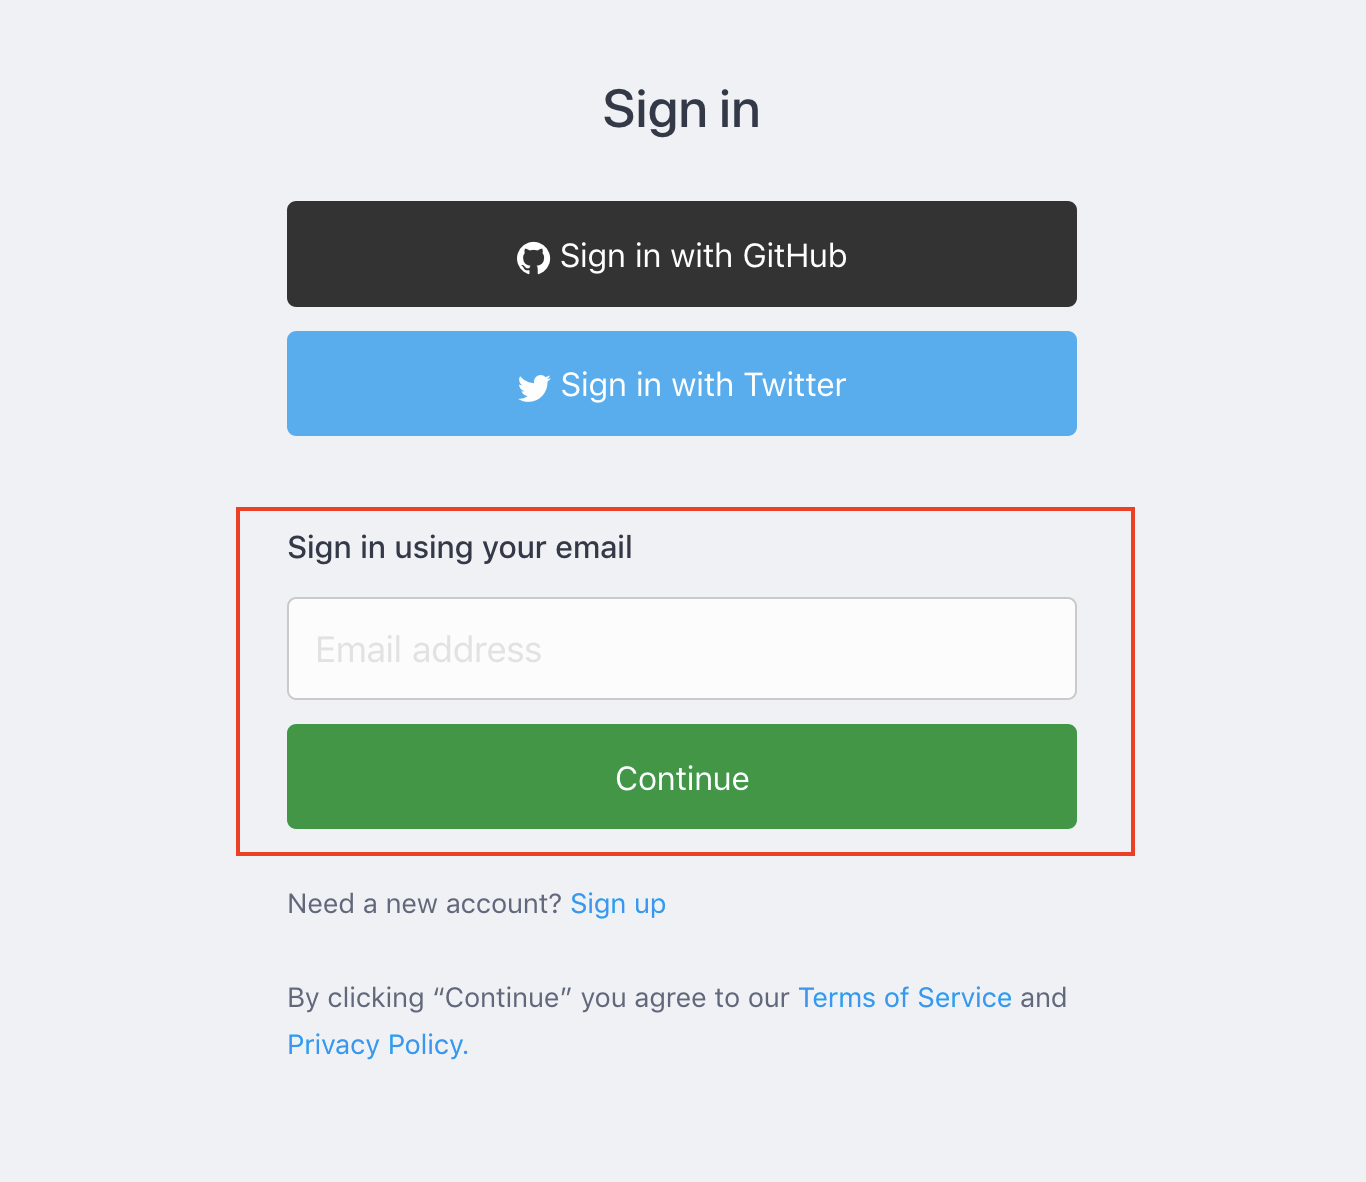 Sign in
Sign in with GitHub
Sign in with Twitter
Sign in using your email
Email address
Continue
Need a new account? Sign up
By clicking “Continue” you agree to our Terms of Service and
Privacy Policy.